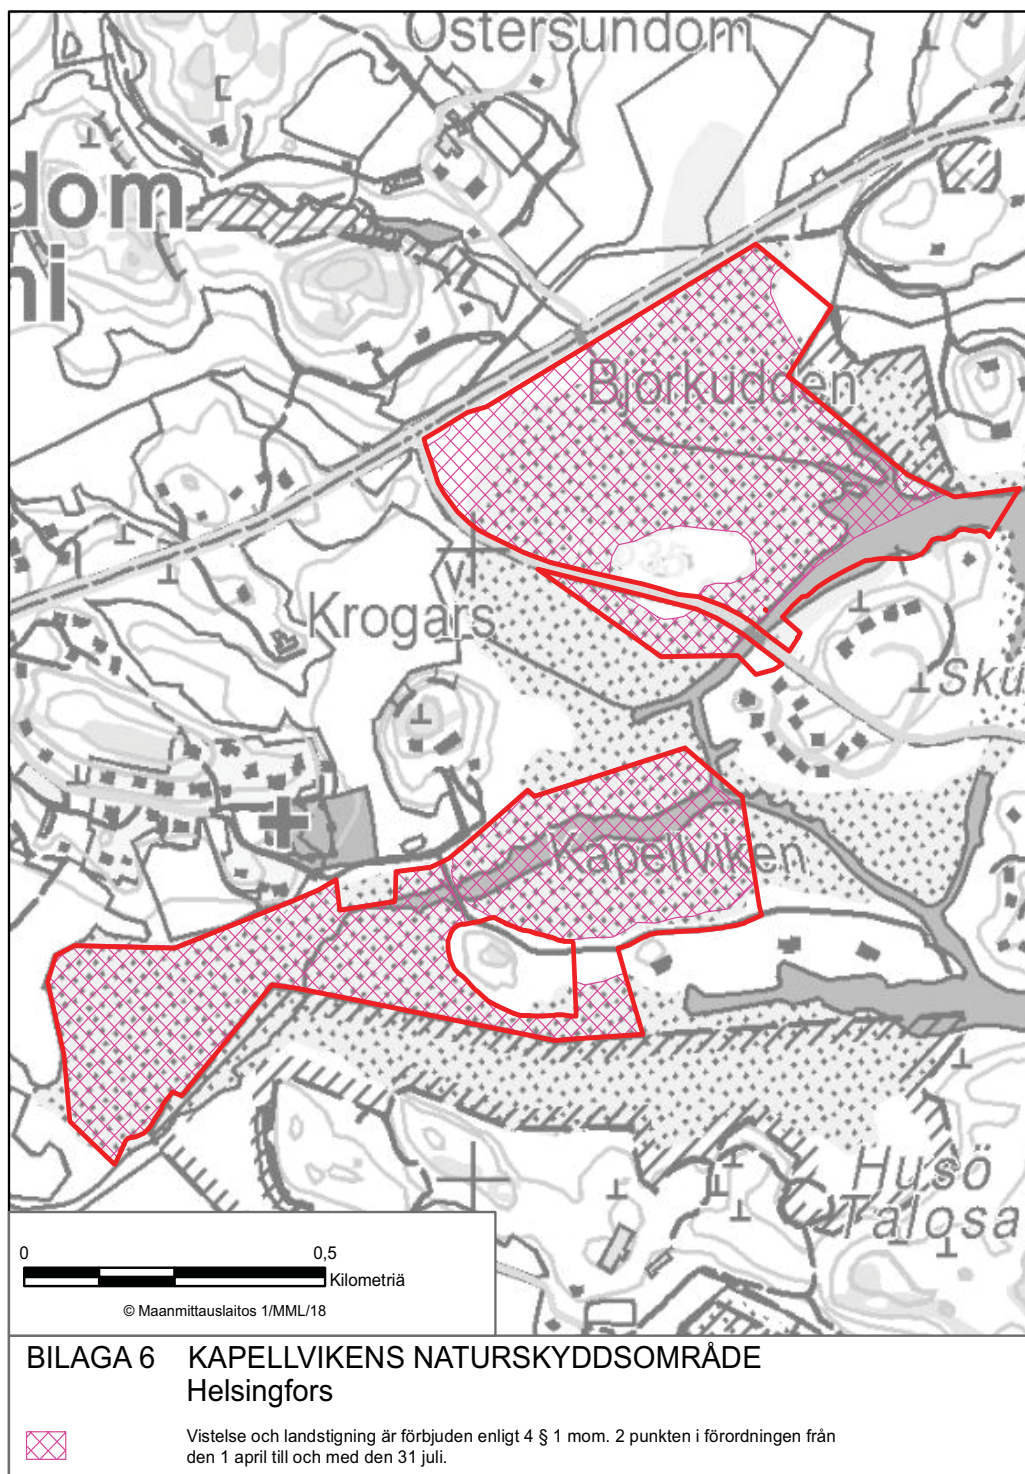 Östersundom
dom
ni
Björkudden
Krogars
Kapellviken
Husö
Talosa
0 0,5
Kilometriä
© Maanmittauslaitos 1/MML/18
BILAGA 6 KAPELLVIKENS NATURSKYDDSOMRÅDE
Helsingfors
Vistelse och landstigning är förbjuden enligt 4 § 1 mom. 2 punkten i förordningen från
den 1 april till och med den 31 juli.